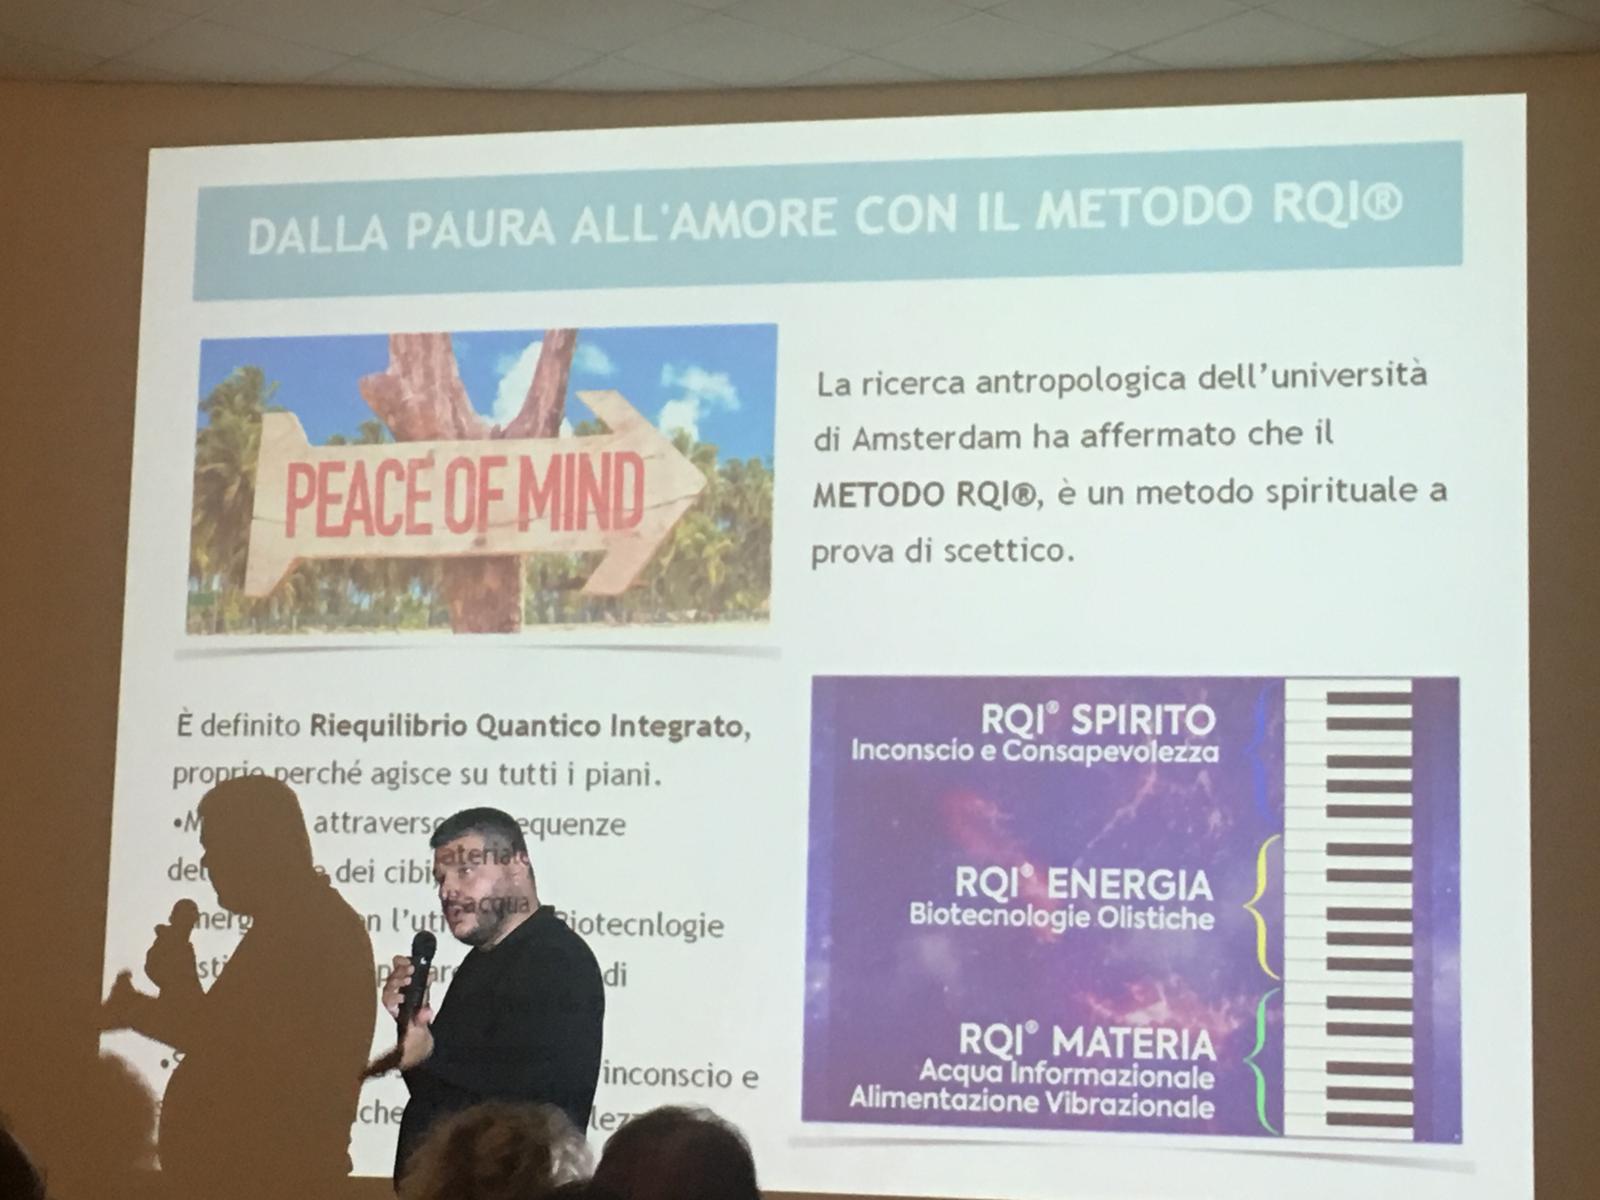 DALLA PAURA ALL'AMORE CON IL METODO RQI®
PEACE OF MIND
La ricerca antropologica dell'università
di Amsterdam ha affermato che il
METODO RQI®, è un metodo spirituale a
prova di scettico.
È definito Riequilibrio Quantico Integrato,
proprio perché agisce su tutti i piani.
attraverso
dei cibi,
acqua
l'
di
inconscio e
RQI® SPIRITO
Inconscio e Consapevolezza
RQI® ENERGIA
Biotecnologie Olistiche
RQI® MATERIA
Acqua Informazionale
Alimentazione Vibrazionale